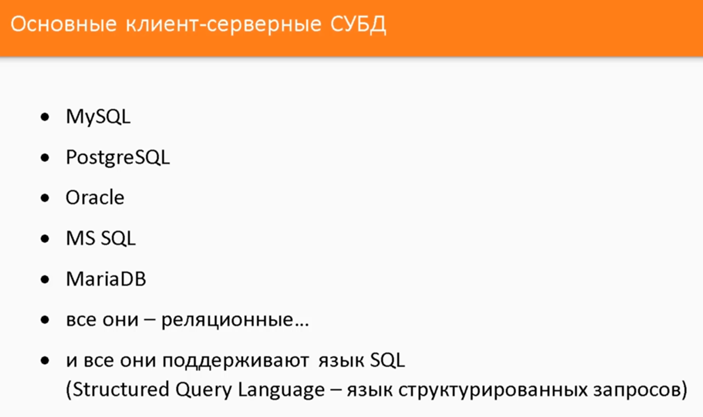 Основные клиент-серверные СУБД
• MySQL
• PostgreSQL
• Oracle
• MS SQL
• MariaDB
• все они – реляционные...
• и все они поддерживают язык SQL
(Structured Query Language – язык структурированных запросов)